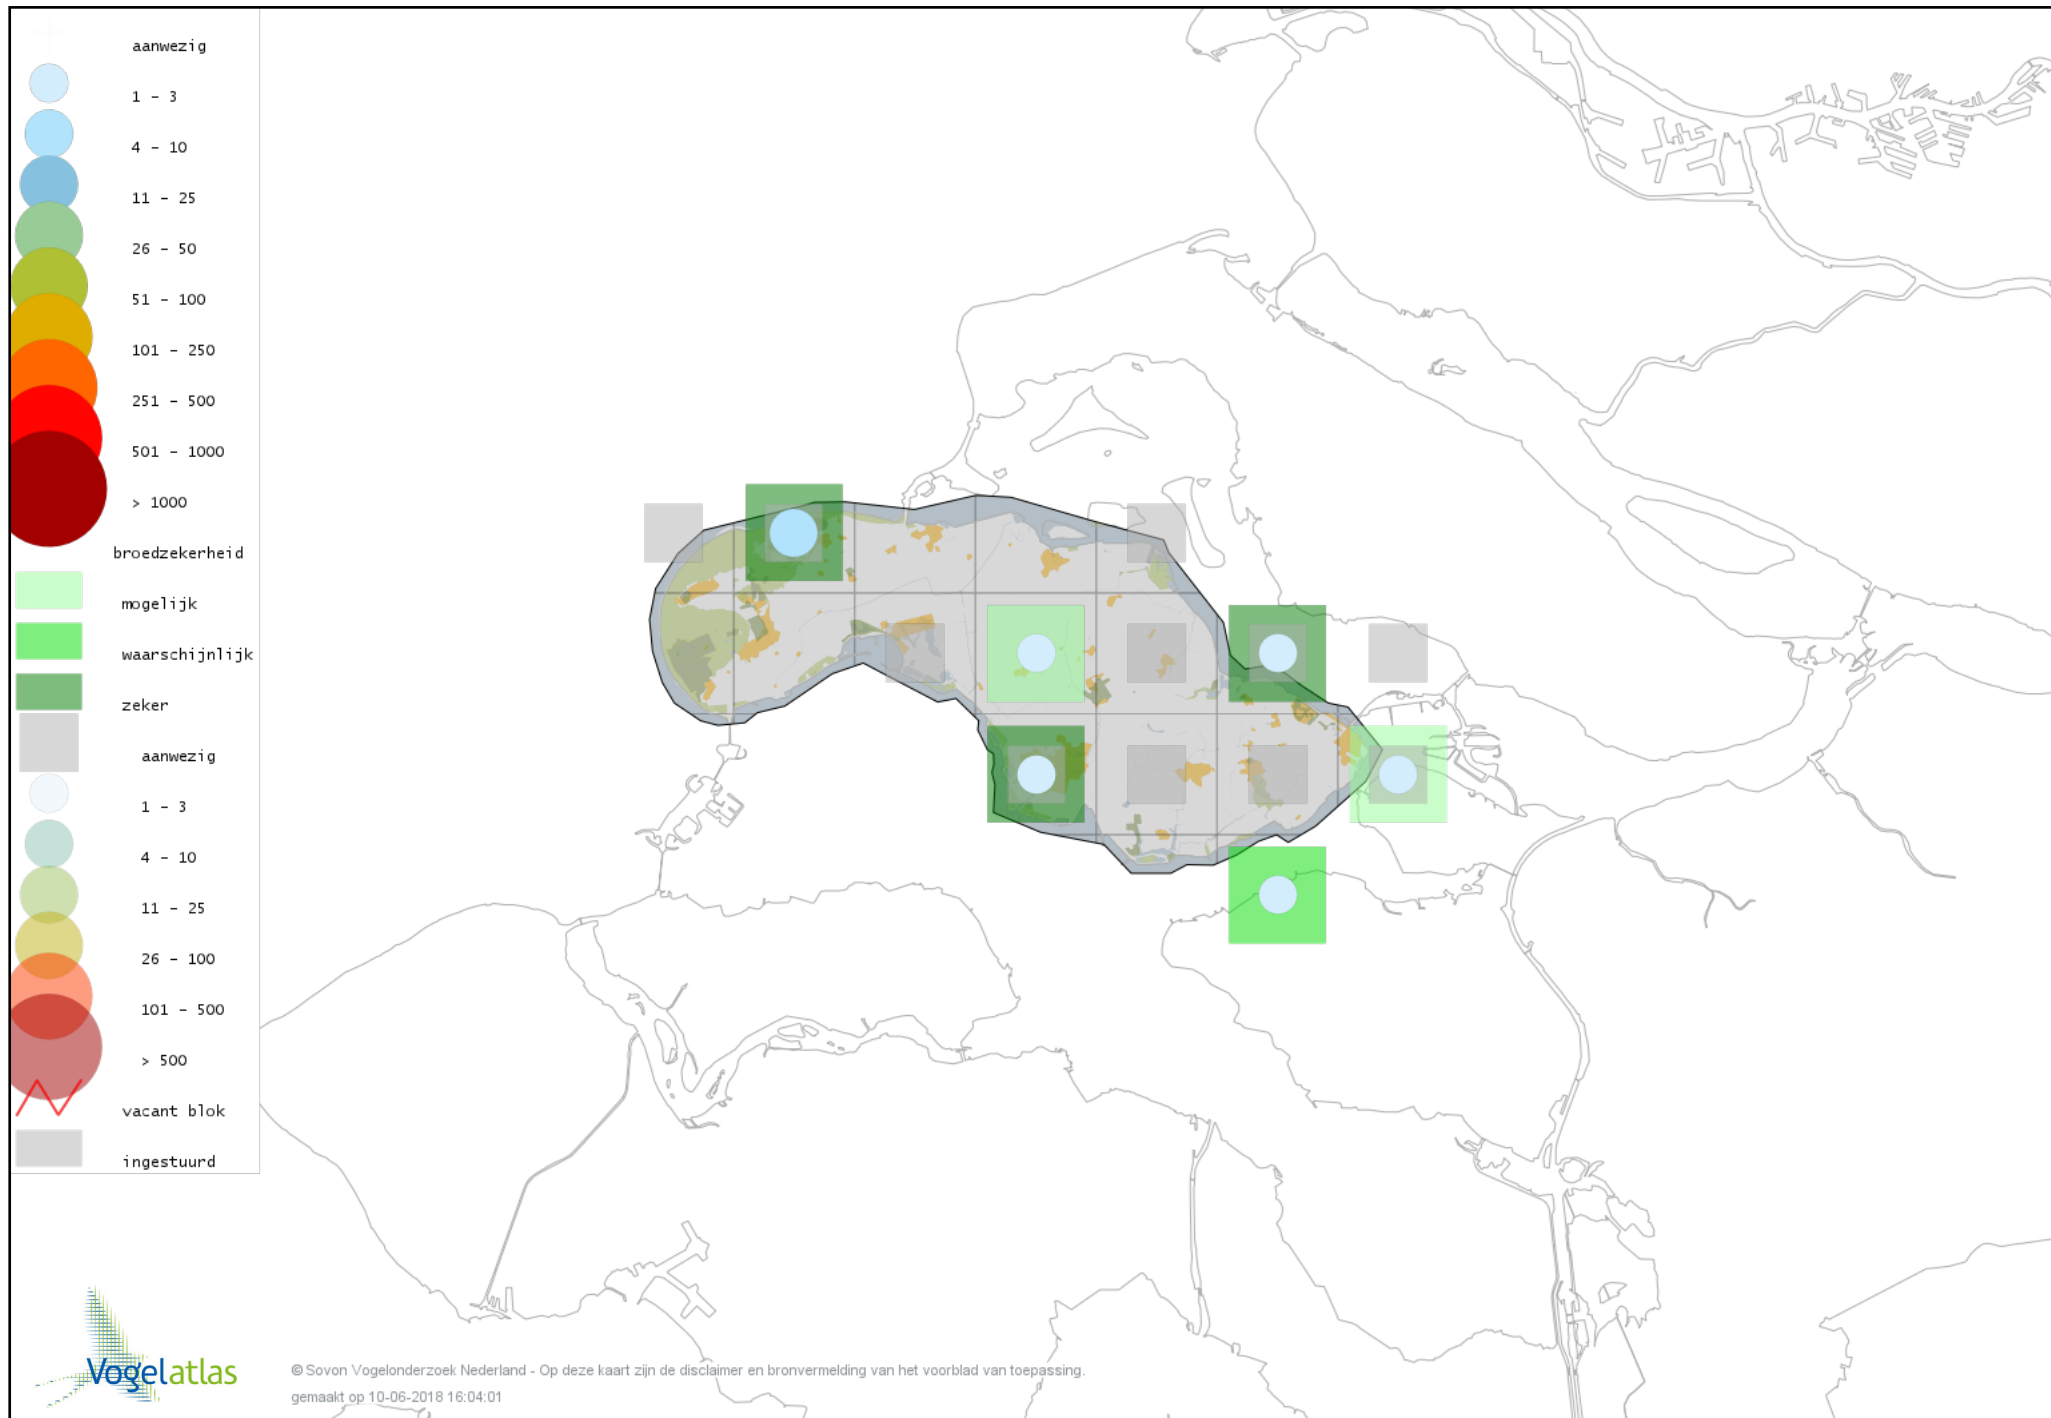 aanwezig
1 - 3
4 - 10
11 - 25
26 - 50
51 - 100
101 - 250
251 - 500
501 - 1000
> 1000
broedzekerheid
mogelijk
waarschijnlijk
zeker
aanwezig
1 - 3
4 - 10
11 - 25
26 - 100
101 - 500
> 500
vacant blok
ingestuurd
Vogelatlas
© Sovon Vogelonderzoek Nederland - Op deze kaart zijn de disclaimer en bronvermelding van het voorblad van toepassing.
gemaakt op 10-06-2018 16:04:01